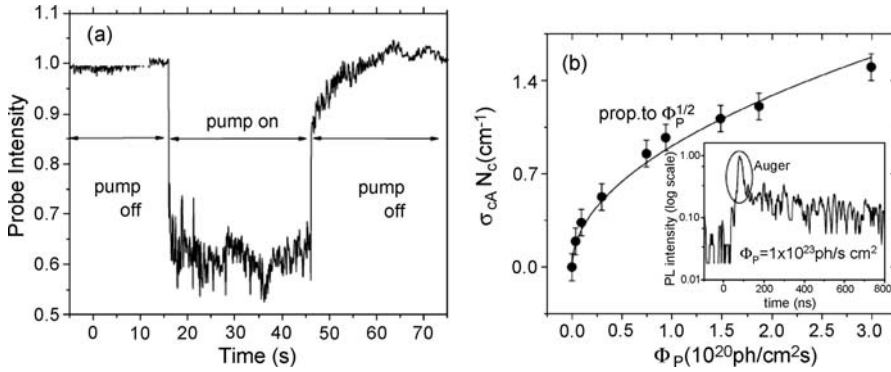 (a)
Probe Intensity
1.1
1.0
0.9
0.8
0.7
0.6
0.5
pump on
pump off
pump off
0 10 20 30 40 50 60 70
Time (s)
(b)
σcA Nc(cm-1)
1.4
0.7
0.0
prop.to ΦP1/2
PL intensity (log scale)
1.00
0.10
0.01
Auger
ΦP=1x10²³ph/s cm²
0 200 400 600 800
time (ns)
0.0 0.5 1.0 1.5 2.0 2.5 3.0
ΦP(10²⁰ph/cm²s)